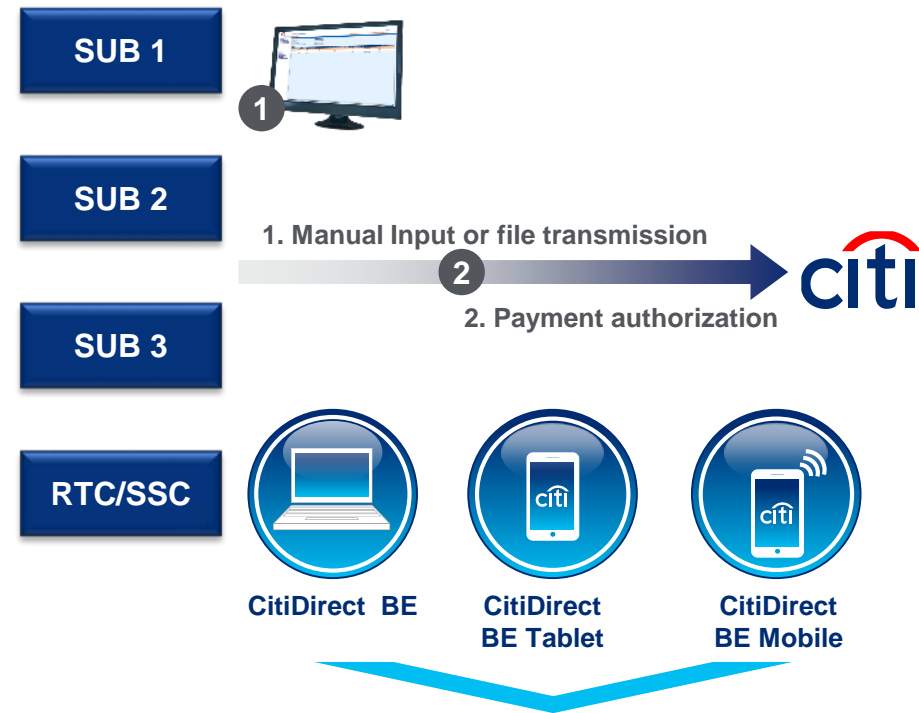 SUB 1
1
SUB 2
1. Manual Input or file transmission
2
citi
2. Payment authorization
SUB 3
RTC/SSC
citi
citi
CitiDirect BE
CitiDirect
BE Tablet
CitiDirect
BE Mobile